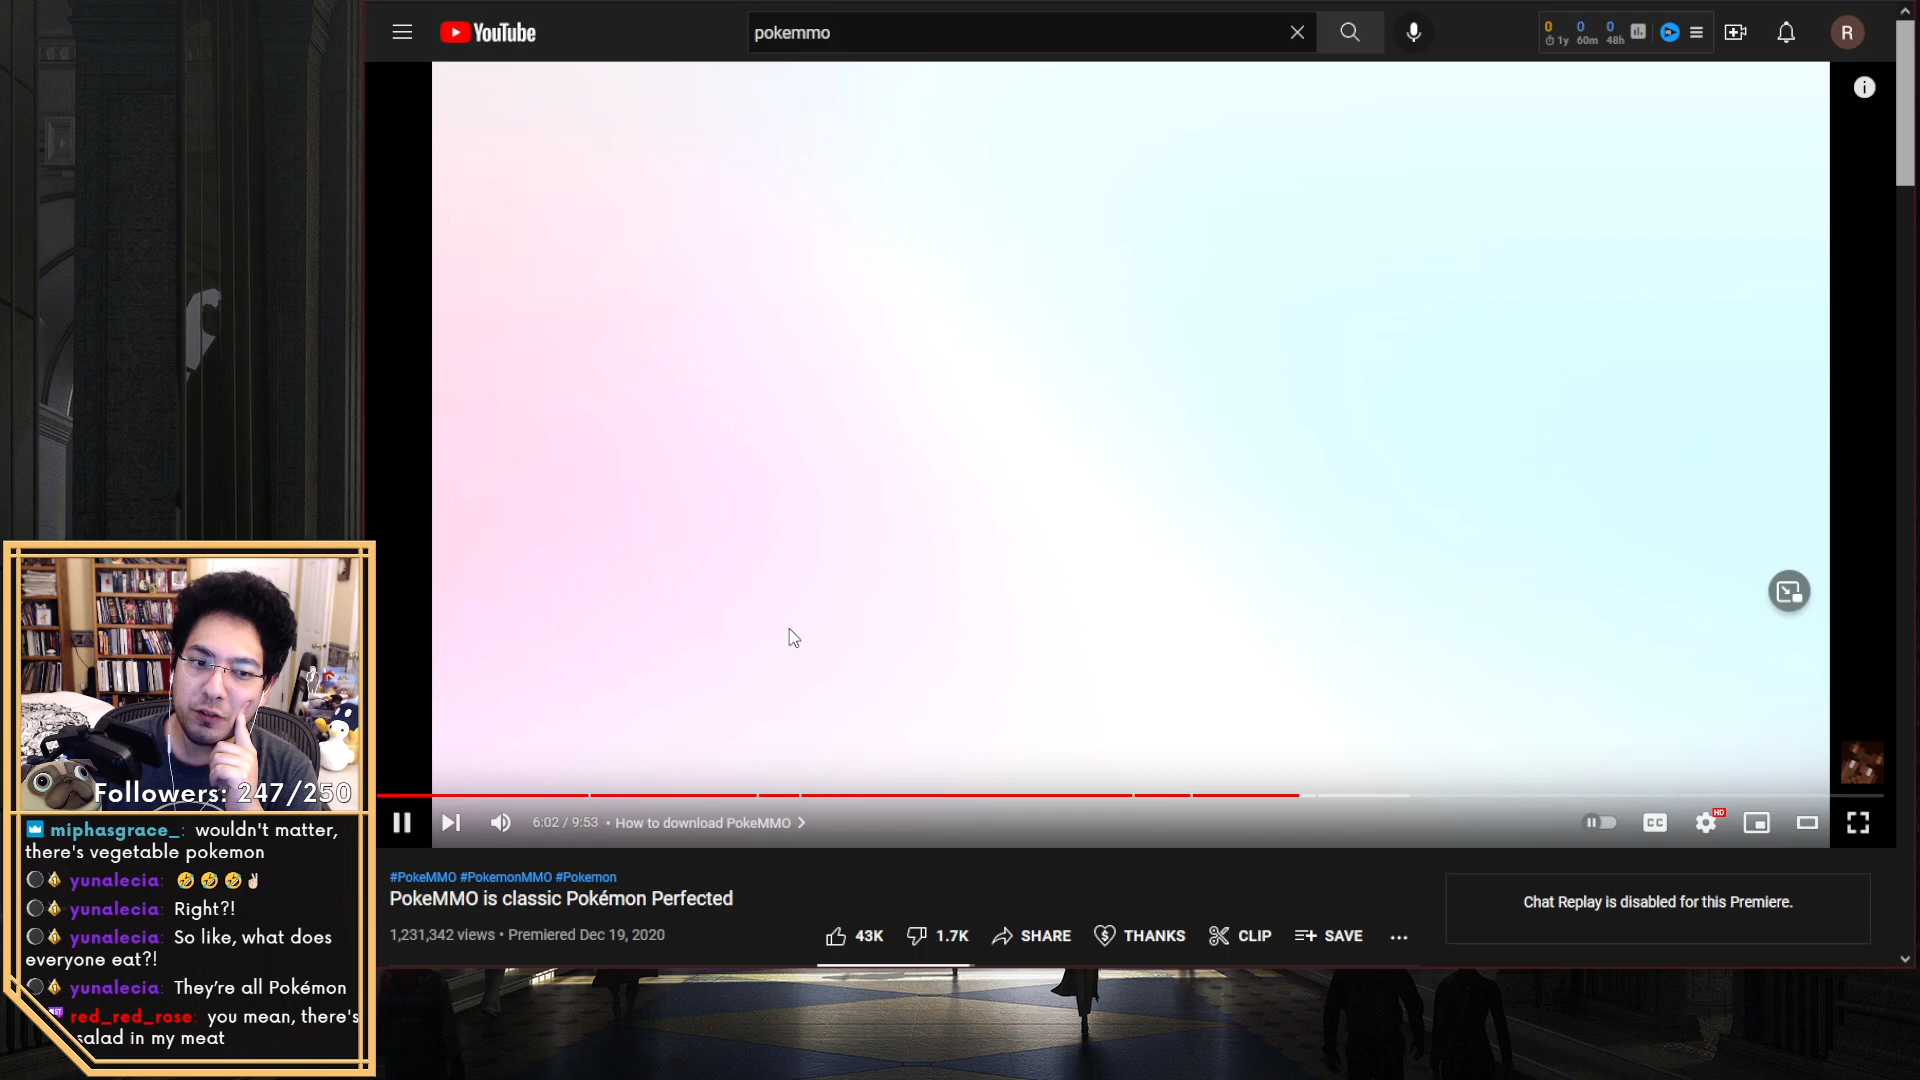 YouTube
pokemmo
0 0 0
1y 60m 48h
R
HD
6:02 / 9:53 • How to download PokeMMO
CC
#PokeMMO #PokemonMMO #Pokemon
PokeMMO is classic Pokémon Perfected
1,231,342 views • Premiered Dec 19, 2020
43K 1.7K SHARE THANKS CLIP SAVE ...
Chat Replay is disabled for this Premiere.
Followers: 247/250
miphasgrace_: wouldn't matter,
there's vegetable pokemon
yunalecia: 🤣 🤣 🤣 ✌🏻
yunalecia: Right?!
yunalecia: So like, what does
everyone eat?!
yunalecia: They're all Pokémon
red_red_rose: you mean, there's
salad in my meat